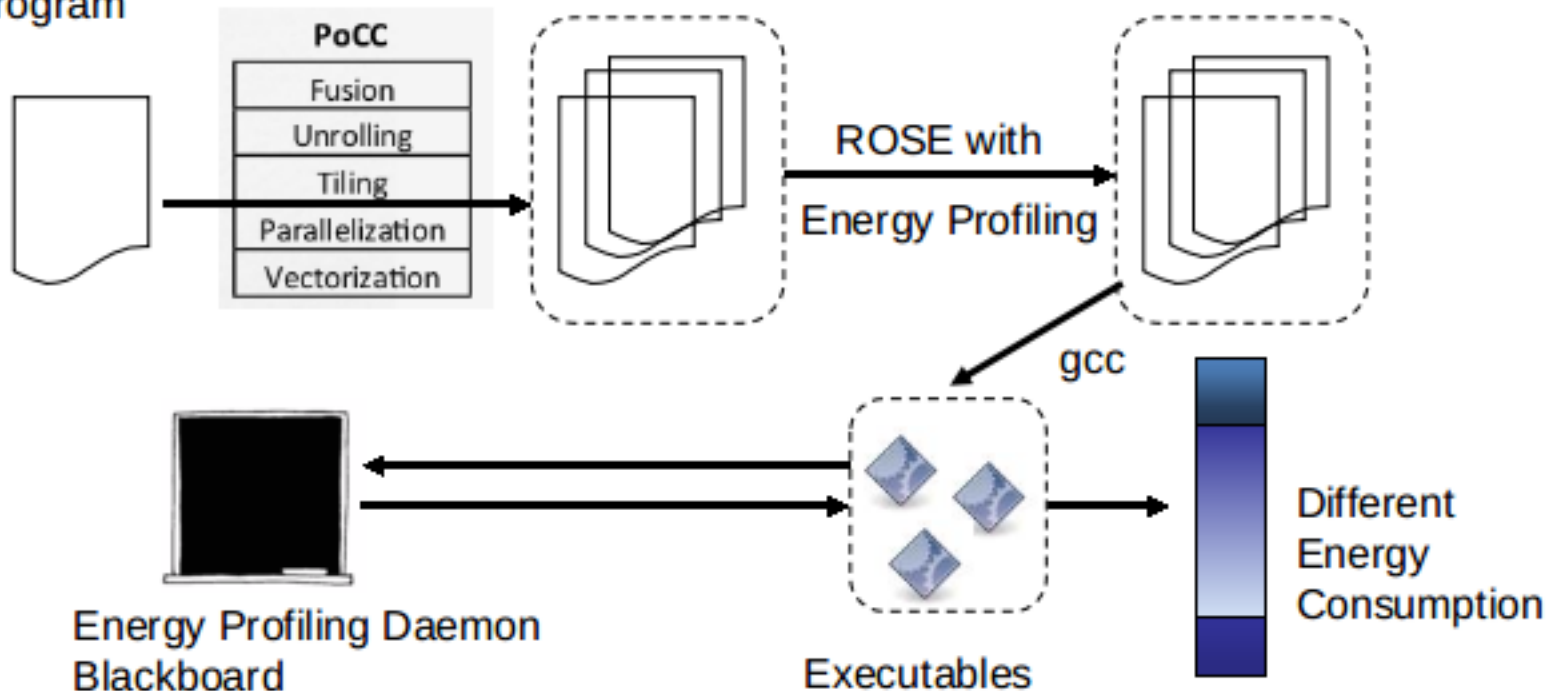 rogram
PoCC
Fusion
Unrolling
Tiling
Parallelization
Vectorization
ROSE with
Energy Profiling
gcc
Different
Energy
Consumption
Energy Profiling Daemon
Blackboard
Executables